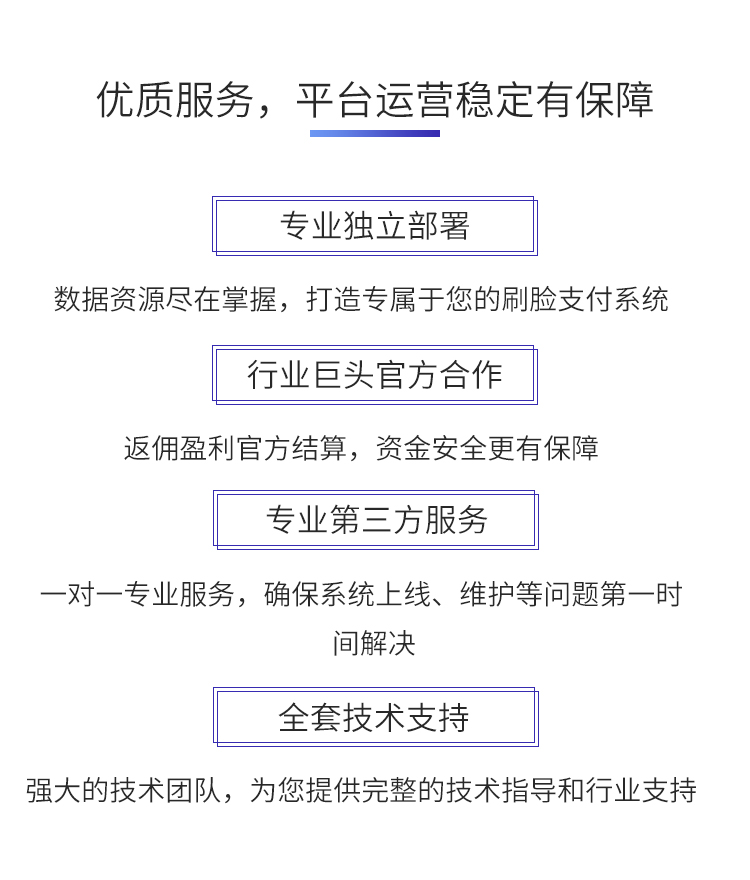 优质服务，平台运营稳定有保障
专业独立部署
数据资源尽在掌握，打造专属于您的刷脸支付系统
行业巨头官方合作
返佣盈利官方结算，资金安全更有保障
专业第三方服务
一对一专业服务，确保系统上线、维护等问题第一时
间解决
全套技术支持
强大的技术团队，为您提供完整的技术指导和行业支持